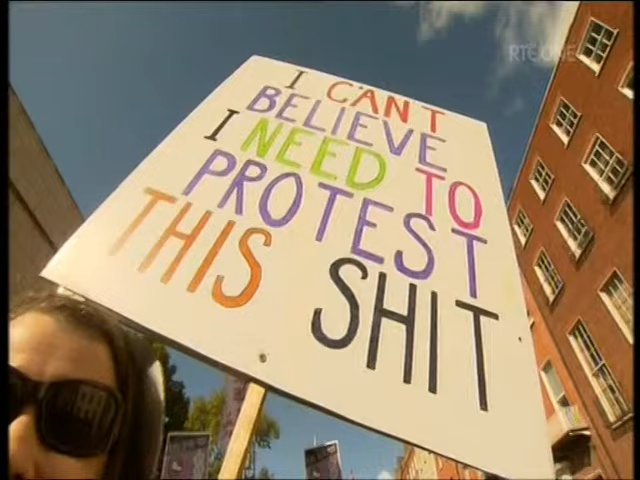 RTÉ ONE
I CAN'T
BELIEVE
I NEED TO
PROTEST
THIS SHIT